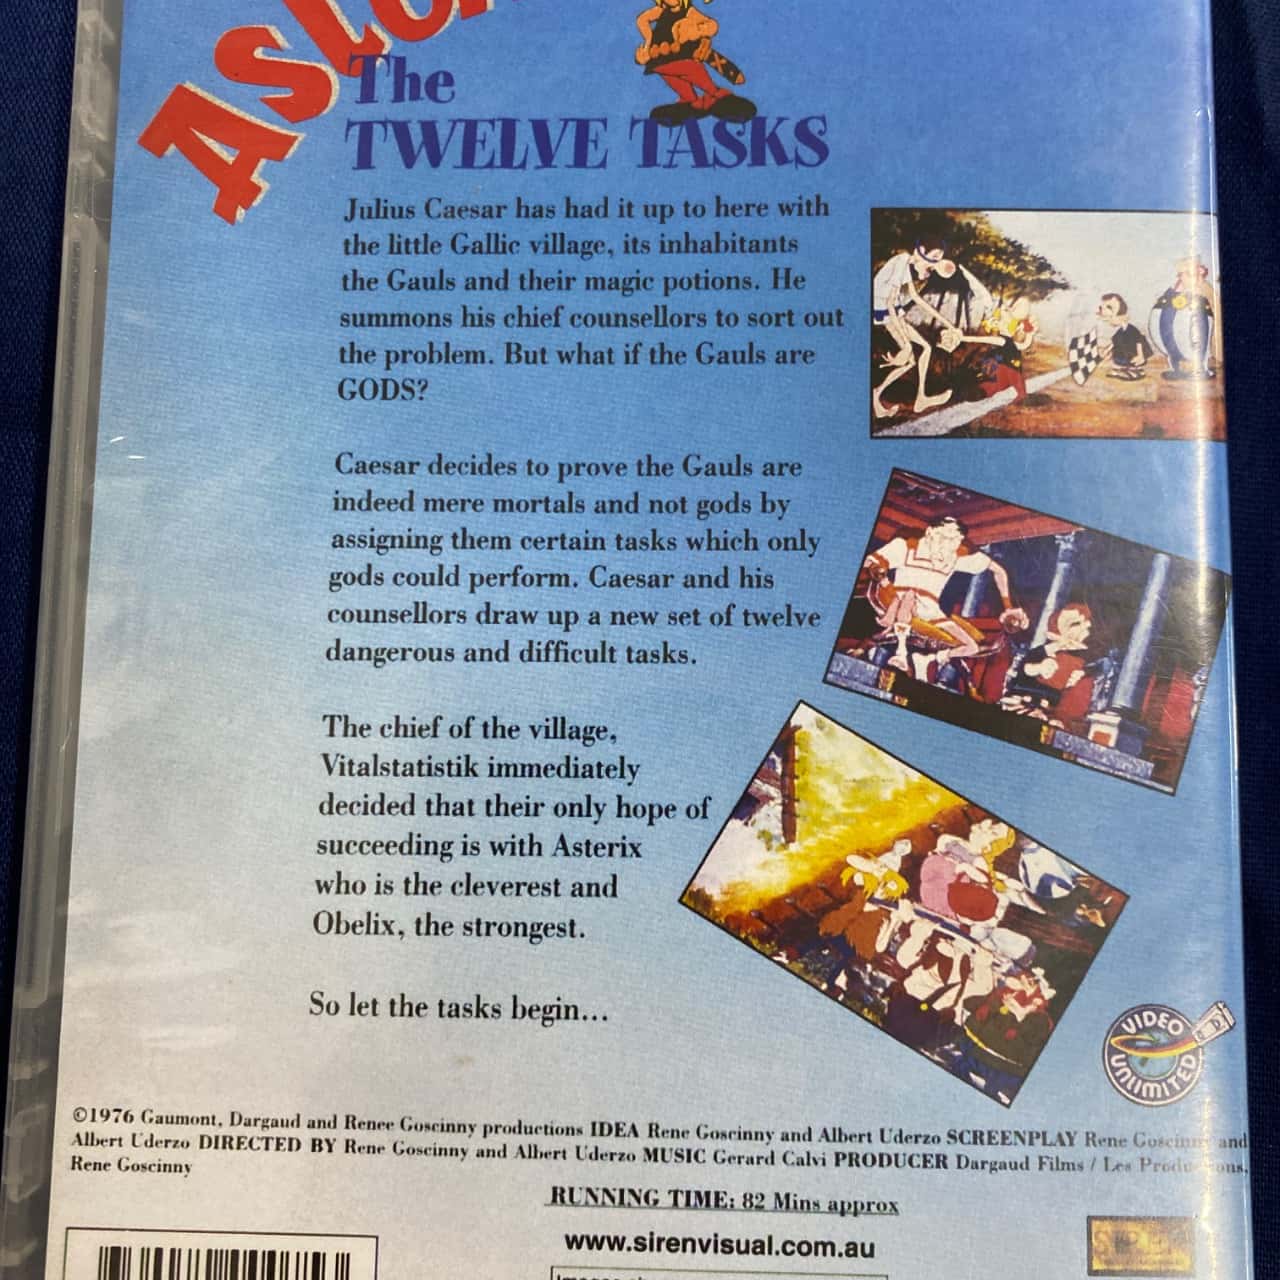 The
TWELVE TASKS
Julius Caesar has had it up to here with
the little Gallic village, its inhabitants
the Gauls and their magic potions. He
summons his chief counsellors to sort out
the problem. But what if the Gauls are
GODS?
Caesar decides to prove the Gauls are
indeed mere mortals and not gods by
assigning them certain tasks which only
gods could perform. Caesar and his
counsellors draw up a new set of twelve
dangerous and difficult tasks.
The chief of the village,
Vitalstatistik immediately
decided that their only hope of
succeeding is with Asterix
who is the cleverest and
Obelix, the strongest.
So let the tasks begin...
VIDEO
UNLIMITED
©1976 Gaumont, Dargaud and Renee Goscinny productions IDEA Rene Goscinny and Albert Uderzo SCREENPLAY Rene Goscinny and
Albert Uderzo DIRECTED BY Rene Goscinny and Albert Uderzo MUSIC Gerard Calvi PRODUCER Dargaud Films / Les Productions,
Rene Goscinny
RUNNING TIME: 82 Mins approx
www.sirenvisual.com.au